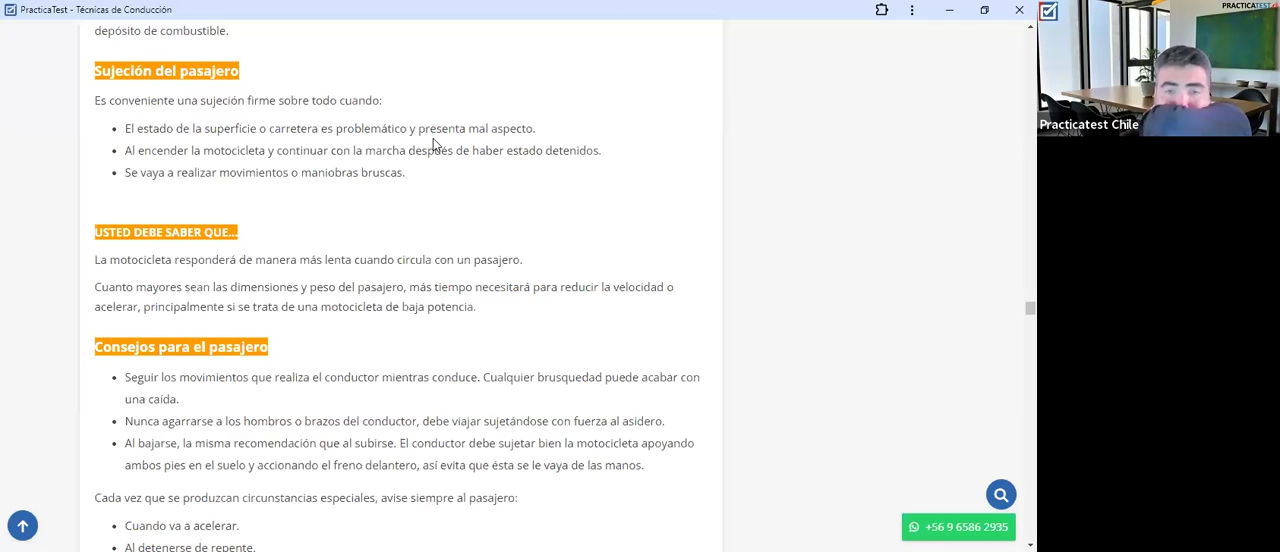 PracticaTest - Técnicas de Conducción
depósito de combustible.
Sujeción del pasajero
Es conveniente una sujeción firme sobre todo cuando:
• El estado de la superficie o carretera es problemático y presenta mal aspecto.
• Al encender la motocicleta y continuar con la marcha después de haber estado detenidos.
• Se vaya a realizar movimientos o maniobras bruscas.
USTED DEBE SABER QUE...
La motocicleta responderá de manera más lenta cuando circula con un pasajero.
Cuanto mayores sean las dimensiones y peso del pasajero, más tiempo necesitará para reducir la velocidad o
acelerar, principalmente si se trata de una motocicleta de baja potencia.
Consejos para el pasajero
• Seguir los movimientos que realiza el conductor mientras conduce. Cualquier brusquedad puede acabar con
una caída.
• Nunca agarrarse a los hombros o brazos del conductor, debe viajar sujetándose con fuerza al asidero.
• Al bajarse, la misma recomendación que al subirse. El conductor debe sujetar bien la motocicleta apoyando
ambos pies en el suelo y accionando el freno delantero, así evita que ésta se le vaya de las manos.
Cada vez que se produzcan circunstancias especiales, avise siempre al pasajero:
• Cuando va a acelerar.
• Al detenerse de repente.
+56 9 6586 2935
PRACTICATEST
Practicatest Chile